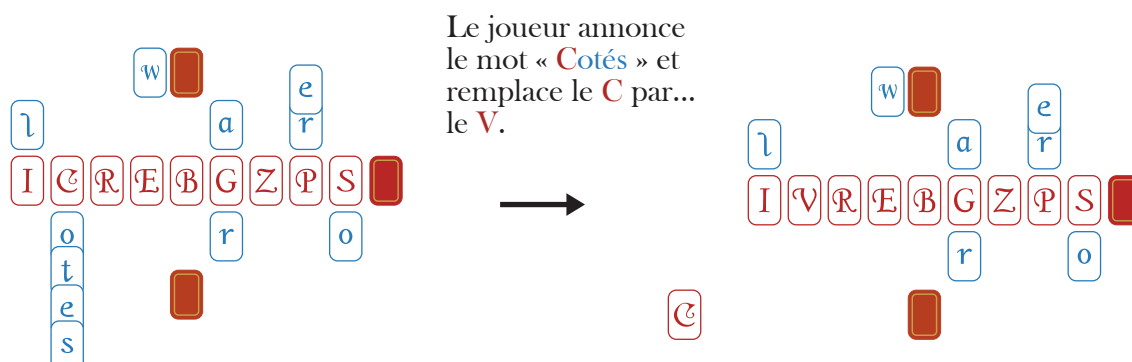 Le joueur annonce
le mot « Cotés » et
remplace le C par...
le V.
w
e
l
a
r
I C R E B G Z P S
o
r
o
t
e
s
w
e
l
a
r
I V R E B G Z P S
r
o
C